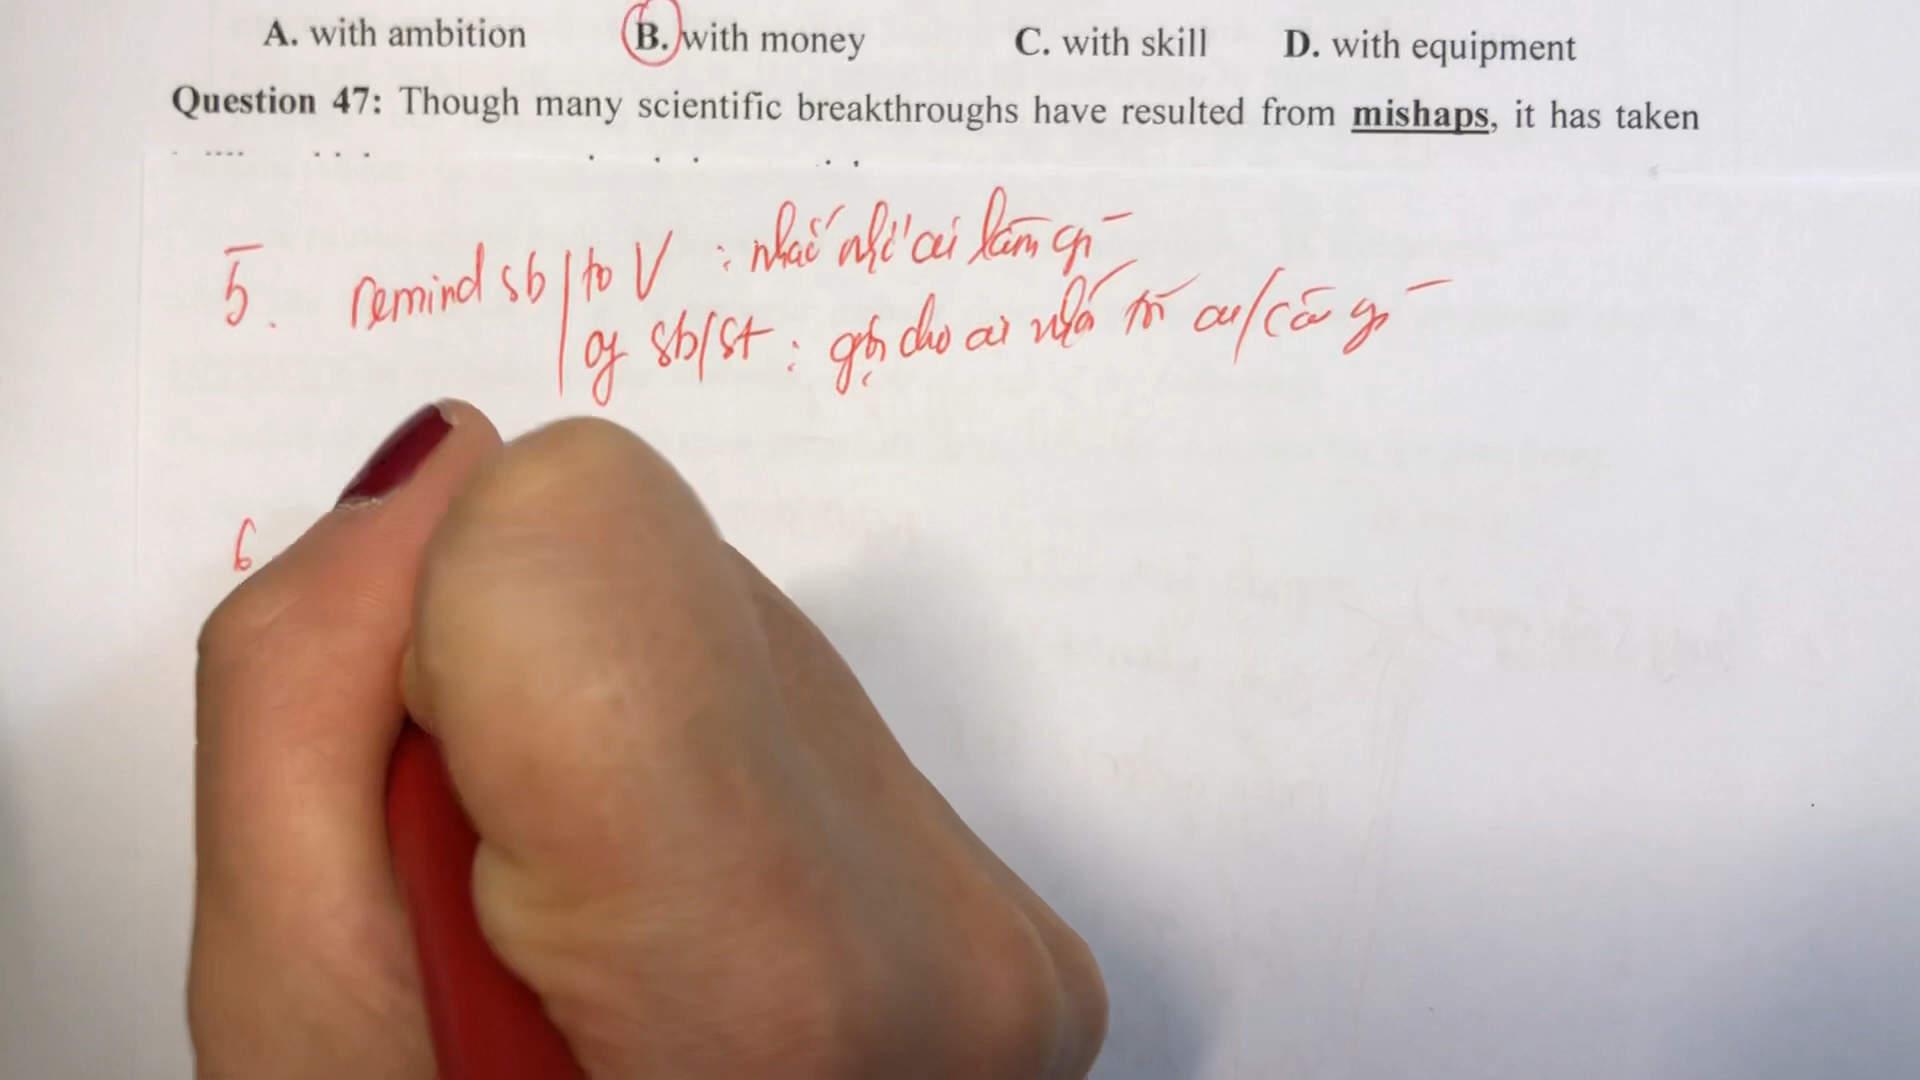 A. with ambition B. with money C. with skill D. with equipment
Question 47: Though many scientific breakthroughs have resulted from mishaps, it has taken
5. remind sb to V : nhắc nhở ai làm gì
of sb/st : gợi cho ai nhớ tới ai/cái gì
6